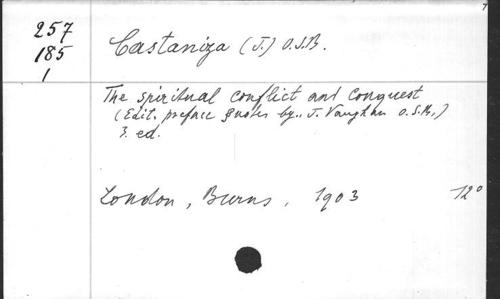 257
185
1
Castaniza (J.) O.S.B.
The spiritual conflict and conquest
(Edit. preface & notes by.. J. Vaughan O.S.B.)
3. ed.
London, Burns, 1903 12°